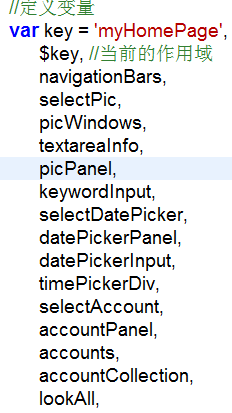 //定义变量
var key = 'myHomePage',
$key, //当前的作用域
navigationBars,
selectPic,
picWindows,
textareaInfo,
picPanel,
keywordInput,
selectDatePicker,
datePickerPanel,
datePickerInput,
timePickerDiv,
selectAccount,
accountPanel,
accounts,
accountCollection,
lookAll,